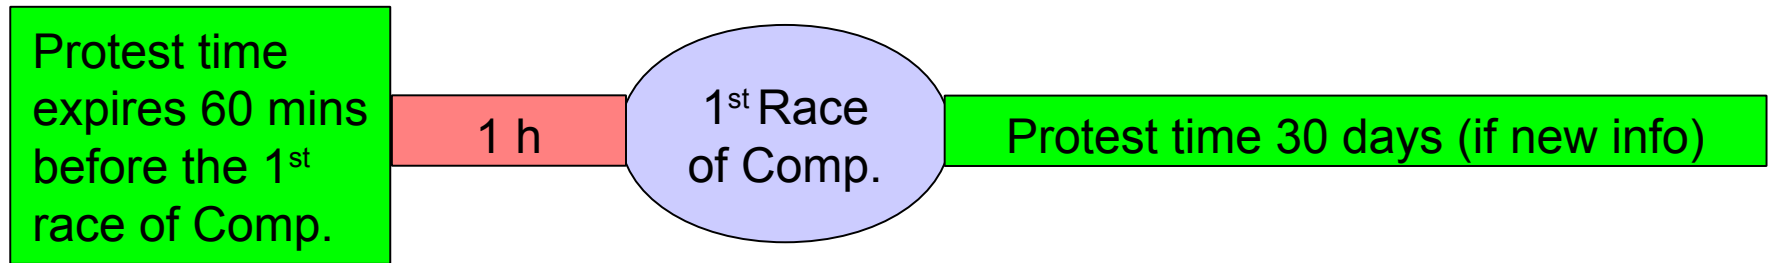 Protest time
expires 60 mins
before the 1st
race of Comp.
1 h
1st Race
of Comp.
Protest time 30 days (if new info)